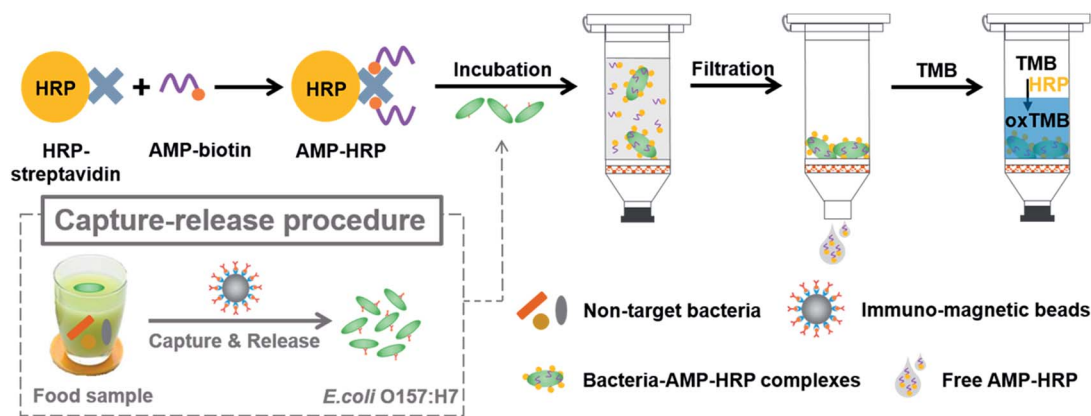 HRP
HRP-
streptavidin
+
AMP-biotin
HRP
AMP-HRP
Incubation
Filtration
TMB
TMB
HRP
oxTMB
Capture-release procedure
Capture & Release
Food sample
E.coli O157:H7
Non-target bacteria
Immuno-magnetic beads
Bacteria-AMP-HRP complexes
Free AMP-HRP